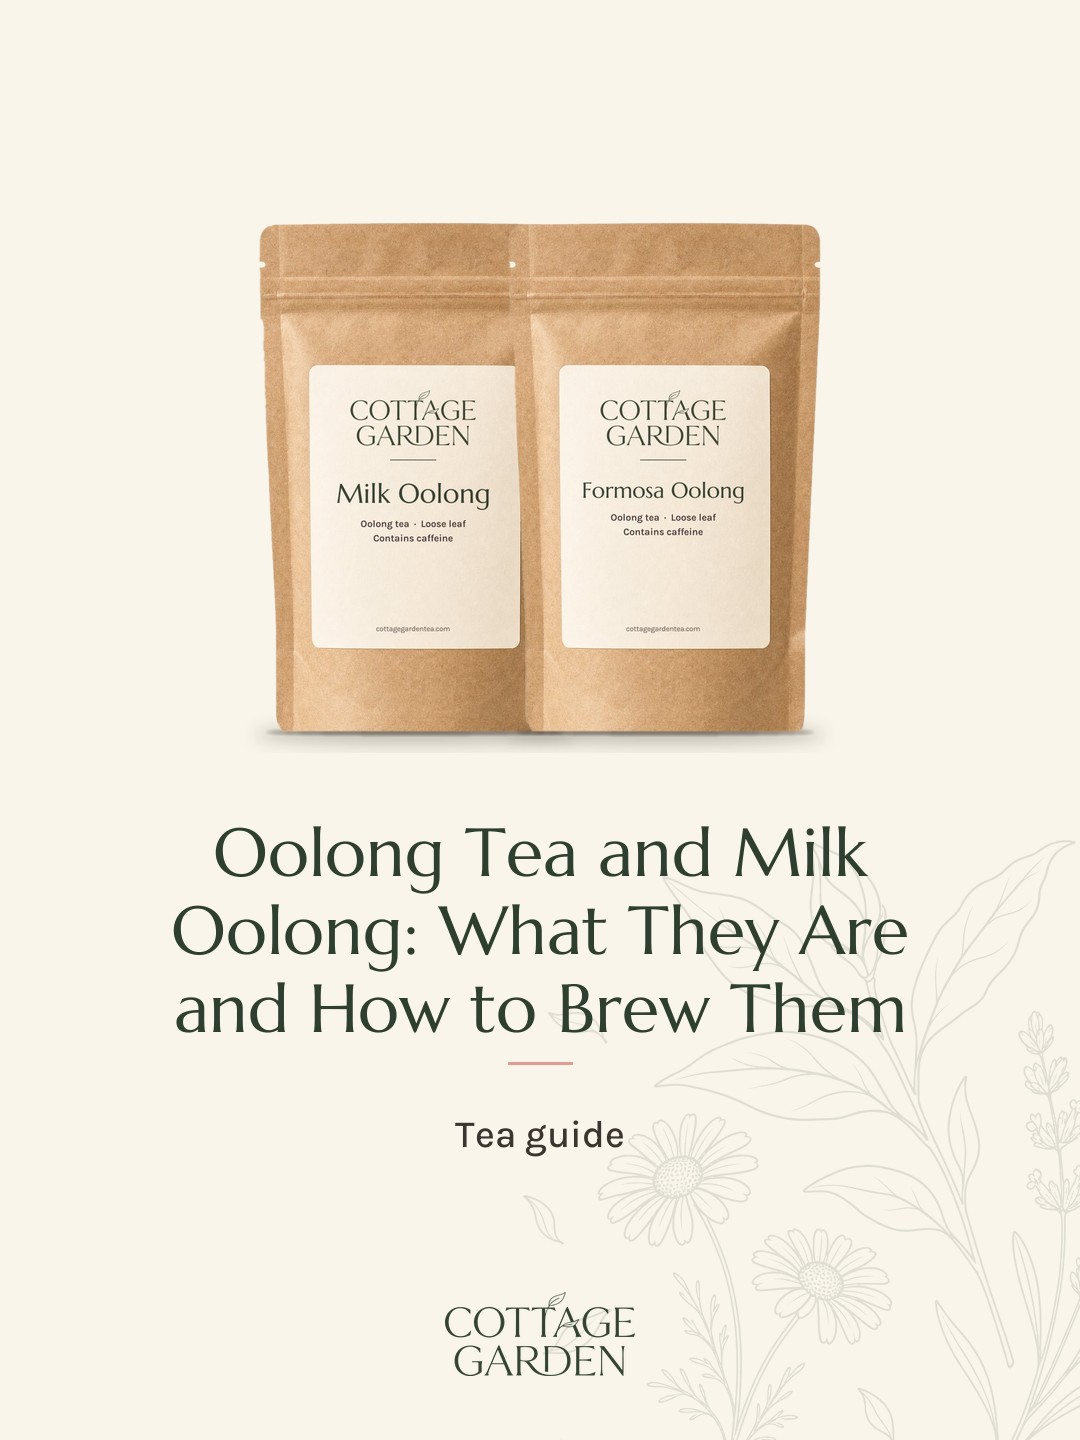 COTTAGE
GARDEN
Milk Oolong
Oolong tea · Loose leaf
Contains caffeine
cottagegardentea.com
COTTAGE
GARDEN
Formosa Oolong
Oolong tea · Loose leaf
Contains caffeine
cottagegardentea.com
Oolong Tea and Milk
Oolong: What They Are
and How to Brew Them
Tea guide
COTTAGE
GARDEN